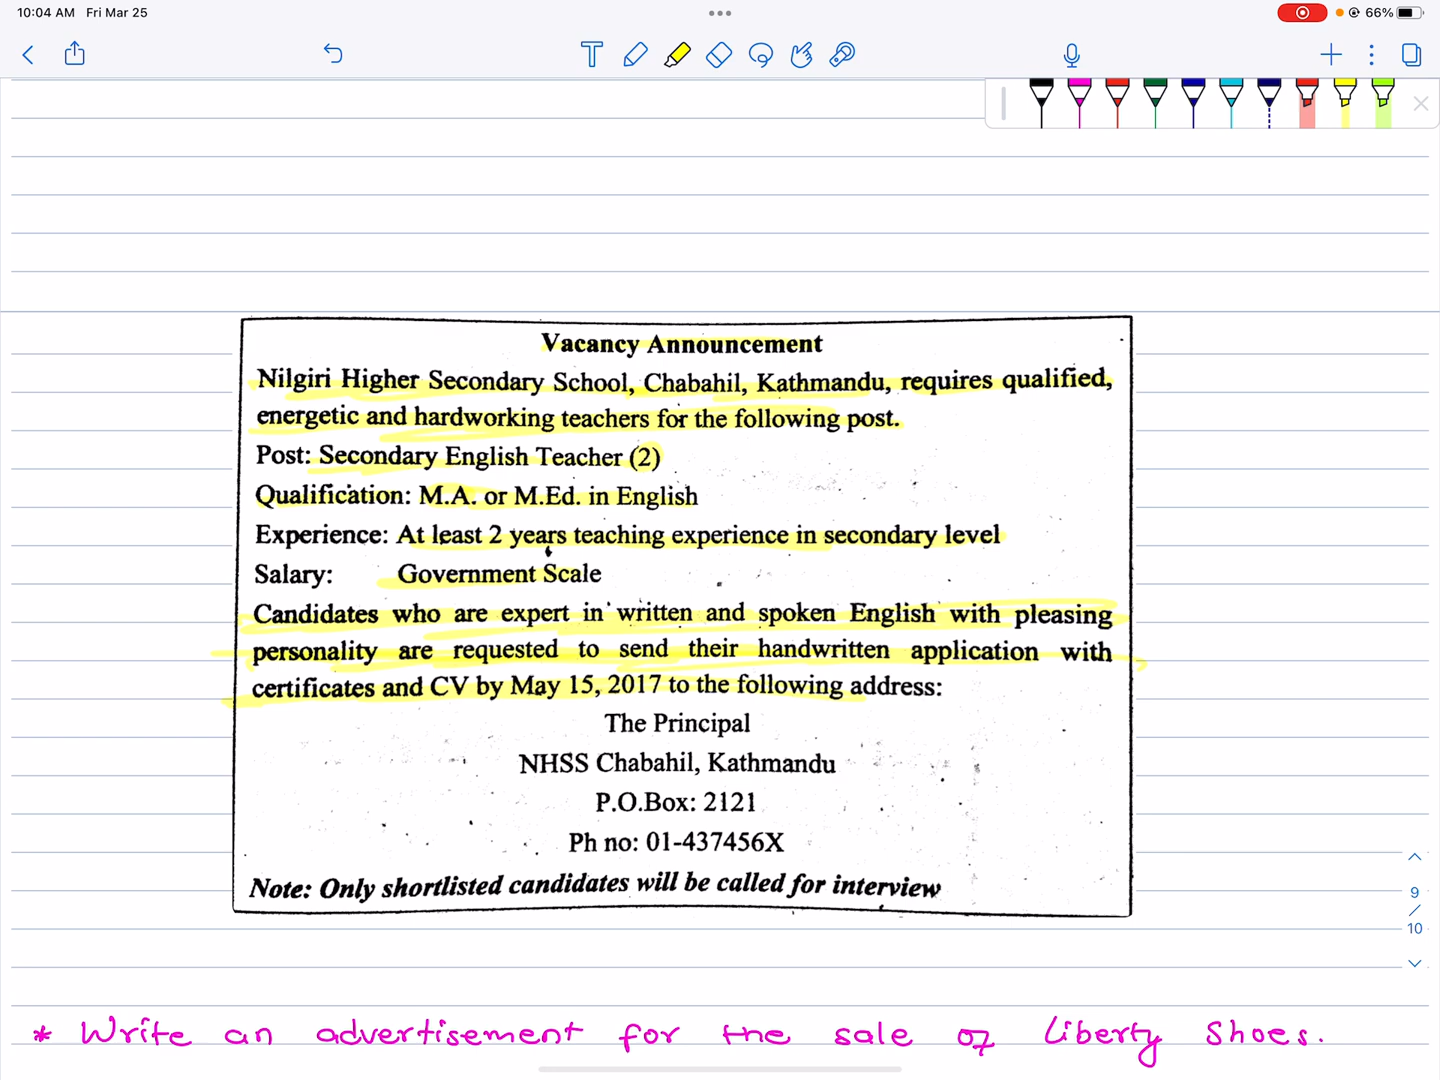 10:04 AM Fri Mar 25
66%
Vacancy Announcement
Nilgiri Higher Secondary School, Chabahil, Kathmandu, requires qualified,
energetic and hardworking teachers for the following post.
Post: Secondary English Teacher (2)
Qualification: M.A. or M.Ed. in English
Experience: At least 2 years teaching experience in secondary level
Salary: Government Scale
Candidates who are expert in written and spoken English with pleasing
personality are requested to send their handwritten application with
certificates and CV by May 15, 2017 to the following address:
The Principal
NHSS Chabahil, Kathmandu
P.O.Box: 2121
Ph no: 01-437456X
Note: Only shortlisted candidates will be called for interview
9
/
10
* Write an advertisement for the sale of Liberty Shoes.